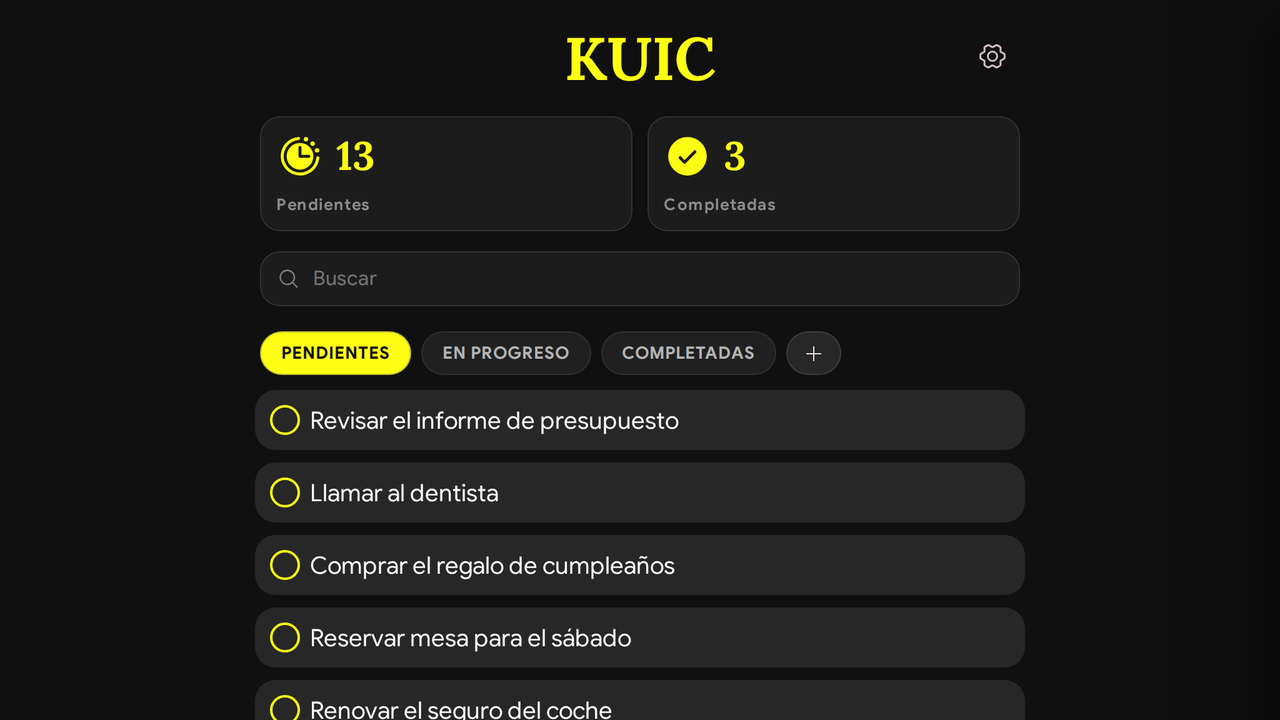 KUIC
13
Pendientes
3
Completadas
Buscar
PENDIENTES
EN PROGRESO
COMPLETADAS
Revisar el informe de presupuesto
Llamar al dentista
Comprar el regalo de cumpleaños
Reservar mesa para el sábado
Renovar el seguro del coche